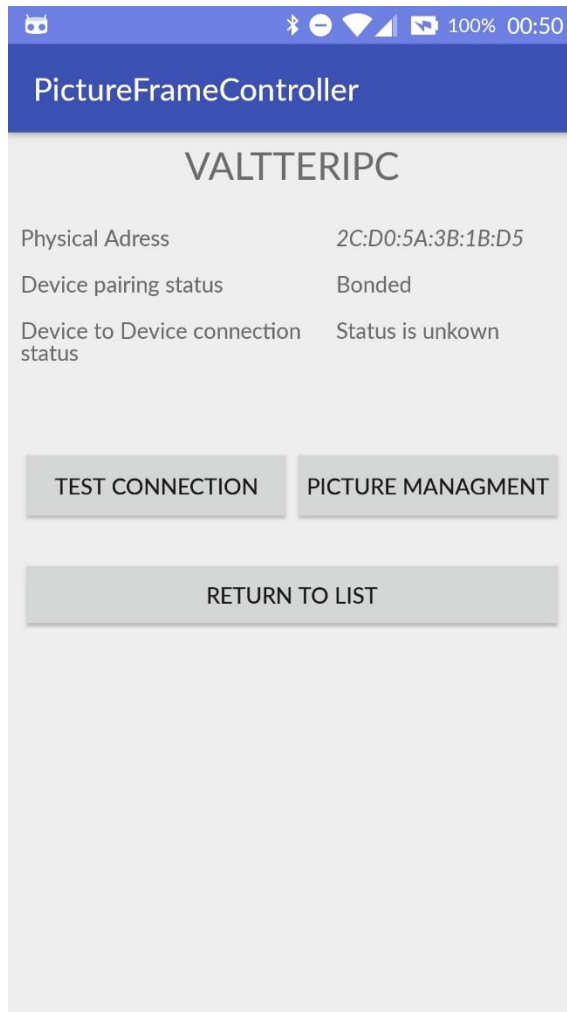 100% 00:50
PictureFrameController
VALTTERIPC
Physical Adress 2C:D0:5A:3B:1B:D5
Device pairing status Bonded
Device to Device connection Status is unkown
status
TEST CONNECTION PICTURE MANAGMENT
RETURN TO LIST